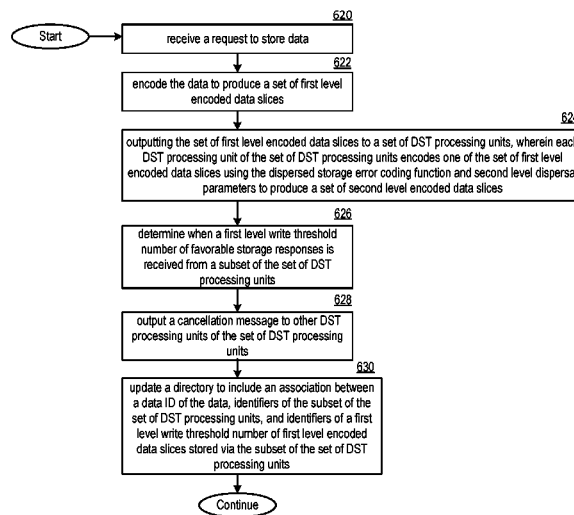 620
Start
receive a request to store data
622
encode the data to produce a set of first level
encoded data slices
624
outputting the set of first level encoded data slices to a set of DST processing units, wherein each
DST processing unit of the set of DST processing units encodes one of the set of first level
encoded data slices using the dispersed storage error coding function and second level dispersal
parameters to produce a set of second level encoded data slices
626
determine when a first level write threshold
number of favorable storage responses is
received from a subset of the set of DST
processing units
628
output a cancellation message to other DST
processing units of the set of DST processing
units
630
update a directory to include an association between
a data ID of the data, identifiers of the subset of the
set of DST processing units, and identifiers of a first
level write threshold number of first level encoded
data slices stored via the subset of the set of DST
processing units
Continue